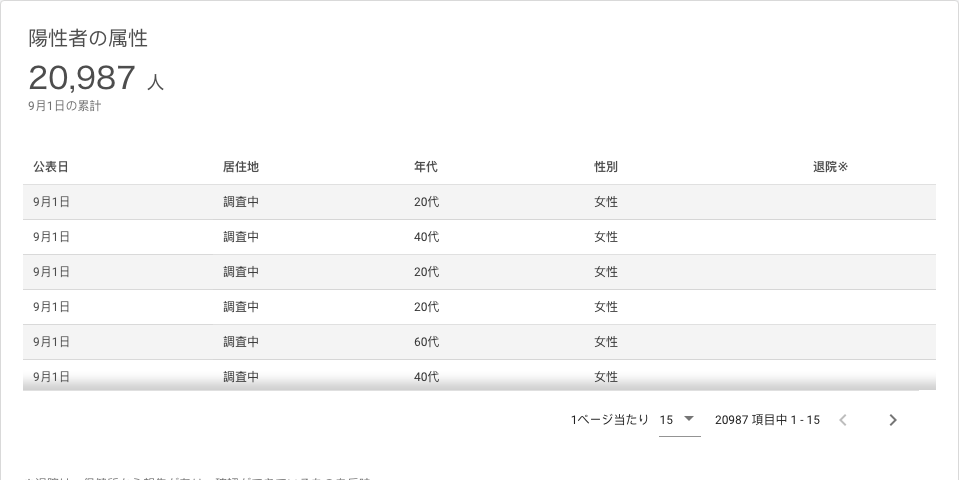 陽性者の属性
20,987 人
9月1日の累計
公表日 居住地 年代 性別 退院※
9月1日 調査中 20代 女性
9月1日 調査中 40代 女性
9月1日 調査中 20代 女性
9月1日 調査中 20代 女性
9月1日 調査中 60代 女性
9月1日 調査中 40代 女性
1ページ当たり 15 20987 項目中 1 - 15